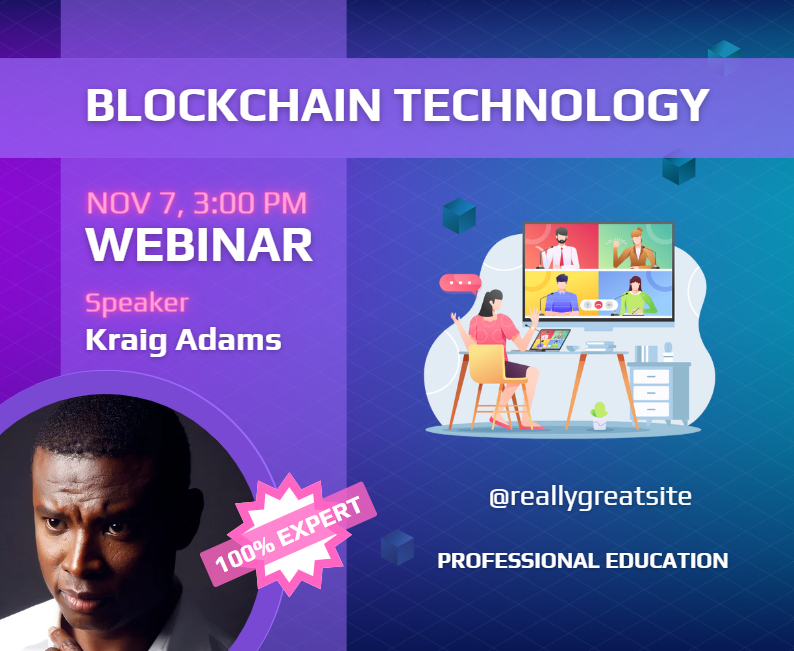 BLOCKCHAIN TECHNOLOGY
NOV 7, 3:00 PM
WEBINAR
Speaker
Kraig Adams
100% EXPERT
@reallygreatsite
PROFESSIONAL EDUCATION